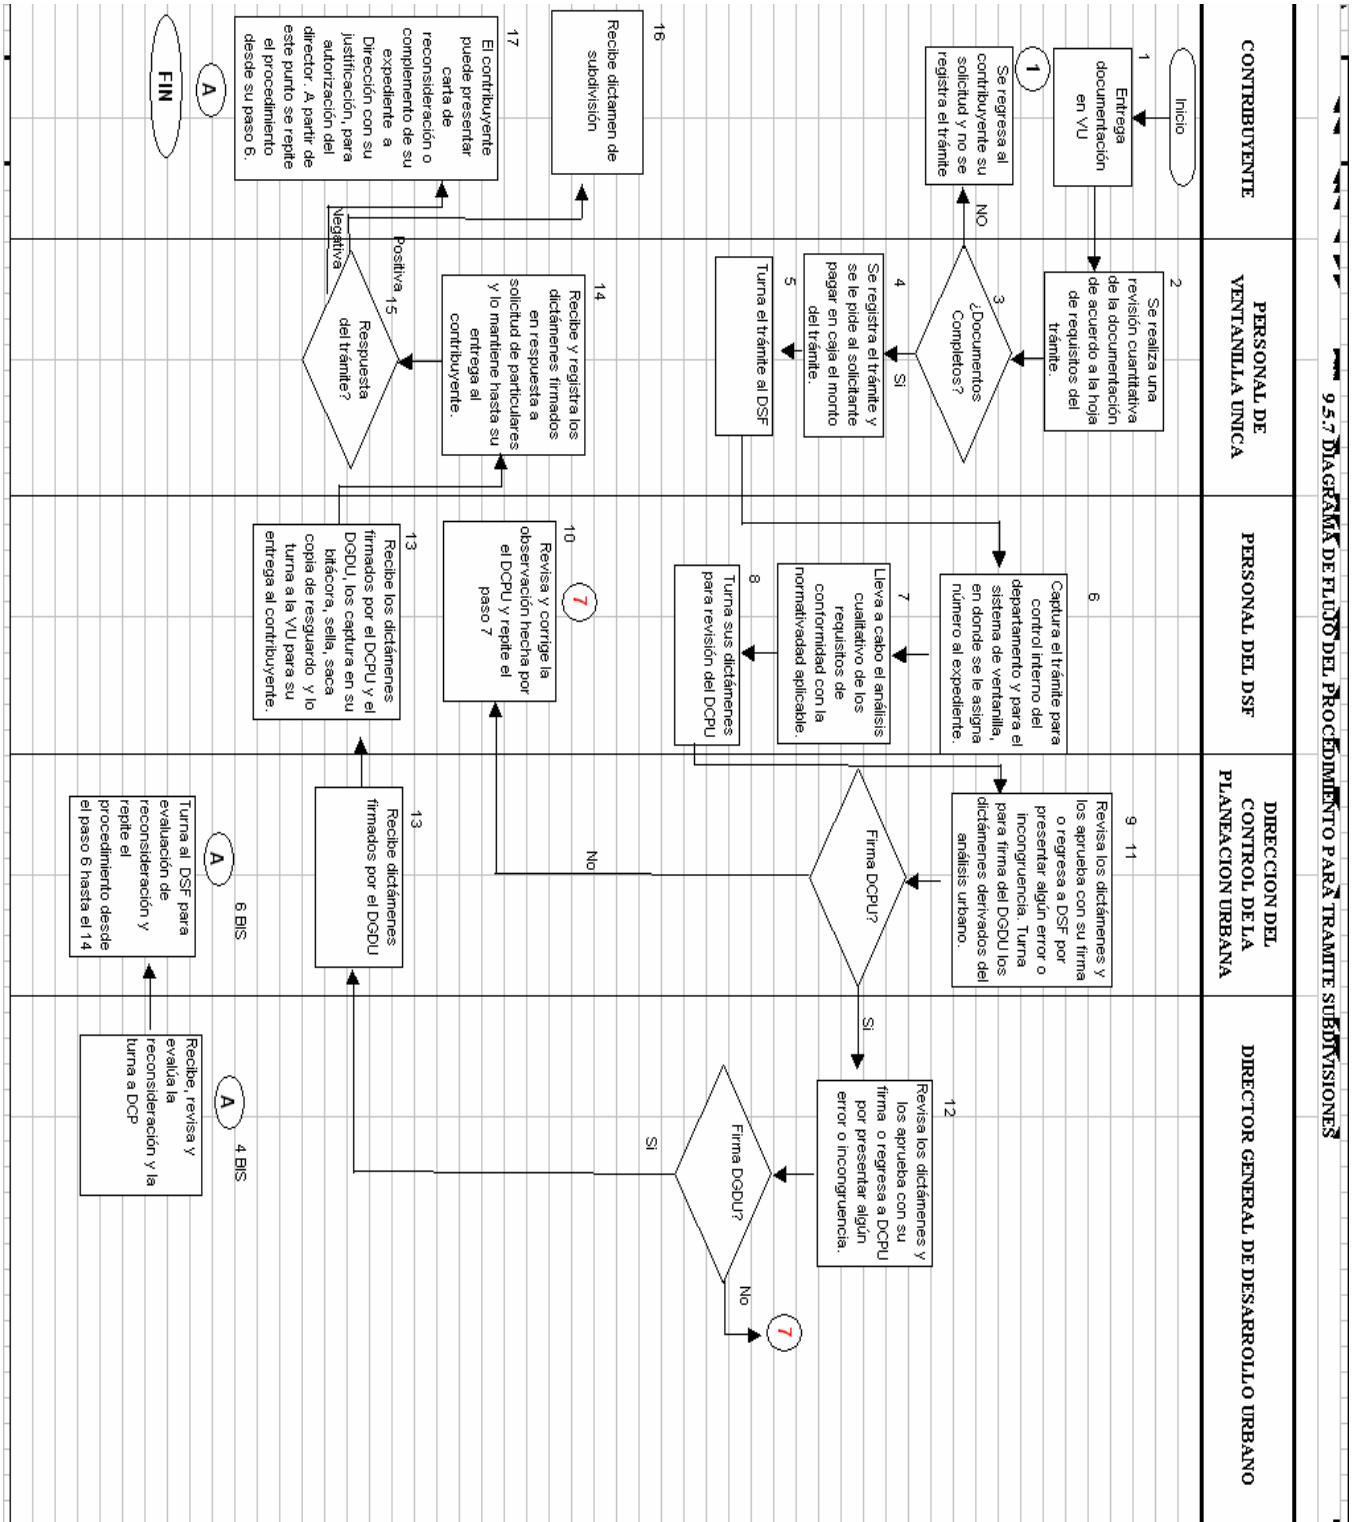 9.5.7 DIAGRAMA DE FLUJO DEL PROCEDIMIENTO PARA TRAMITE SUBDIVISIONES
CONTRIBUYENTE
PERSONAL DE
VENTANILLA UNICA
PERSONAL DEL DSF
DIRECCION DEL
CONTROL DE LA
PLANEACION URBANA
DIRECTOR GENERAL DE DESARROLLO URBANO
Inicio
1
Entrega
documentación
en VU
2
Se realiza una
revisión cuantitativa
de la documentación
de acuerdo a la hoja
de requisitos del
trámite.
1
Se regresa al
contribuyente su
solicitud y no se
registra el trámite
NO
3
¿Documentos
Completos?
Si
4
Se registra el trámite y
se le pide al solicitante
pagar en caja el monto
del trámite.
5
Turna el trámite al DSF
6
Captura el trámite para
control interno del
departamento y para el
sistema de ventanilla,
en donde se le asigna
número al expediente.
7
Lleva a cabo el análisis
cualitativo de los
requisitos de
conformidad con la
normatividad aplicable.
8
Turna sus dictámenes
para revisión del DCPU
9 11
Revisa los dictámenes y
los aprueba con su firma
o regresa a DSF por
presentar algún error o
incongruencia. Turna
para firma del DGDU los
dictámenes derivados del
análisis urbano.
Firma DCPU?
Si
No
12
Revisa los dictámenes y
los aprueba con su
firma o regresa a DCPU
por presentar algún
error o incongruencia.
Firma DGDU?
No
7
Si
7
10
Revisa y corrige la
observación hecha por
el DCPU y repite el
paso 7
13
Recibe dictámenes
firmados por el DGDU
13
Recibe los dictámenes
firmados por el DCPU y el
DGDU, los captura en su
bitácora, sella, saca
copia de resguardo y lo
turna a la VU para su
entrega al contribuyente.
14
Recibe y registra los
dictámenes firmados
en respuesta a
solicitud de particulares
y lo mantiene hasta su
entrega al
contribuyente.
15
Respuesta
del trámite?
Positiva
Negativa
16
Recibe dictamen de
subdivisión
17
El contribuyente
puede presentar
carta de
reconsideración o
complemento de su
expediente a
Dirección con su
justificación, para
autorización del
director. A partir de
este punto se repite
el procedimiento
desde su paso 6.
A
FIN
A
6 BIS
Turna al DSF para
evaluación de
reconsideración y
repite el
procedimiento desde
el paso 6 hasta el 14
A
4 BIS
Recibe, revisa y
evalúa la
reconsideración y la
turna a DCP